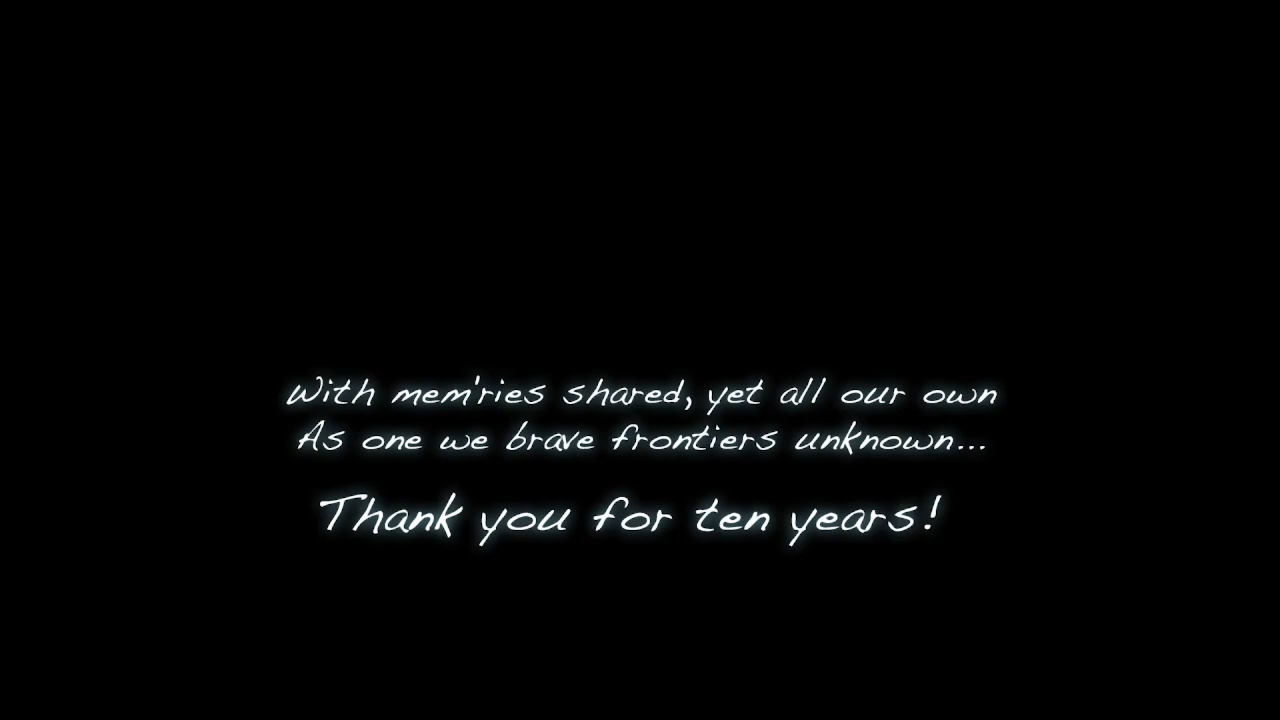 With mem'ries shared, yet all our own
As one we brave frontiers unknown...
Thank you for ten years!